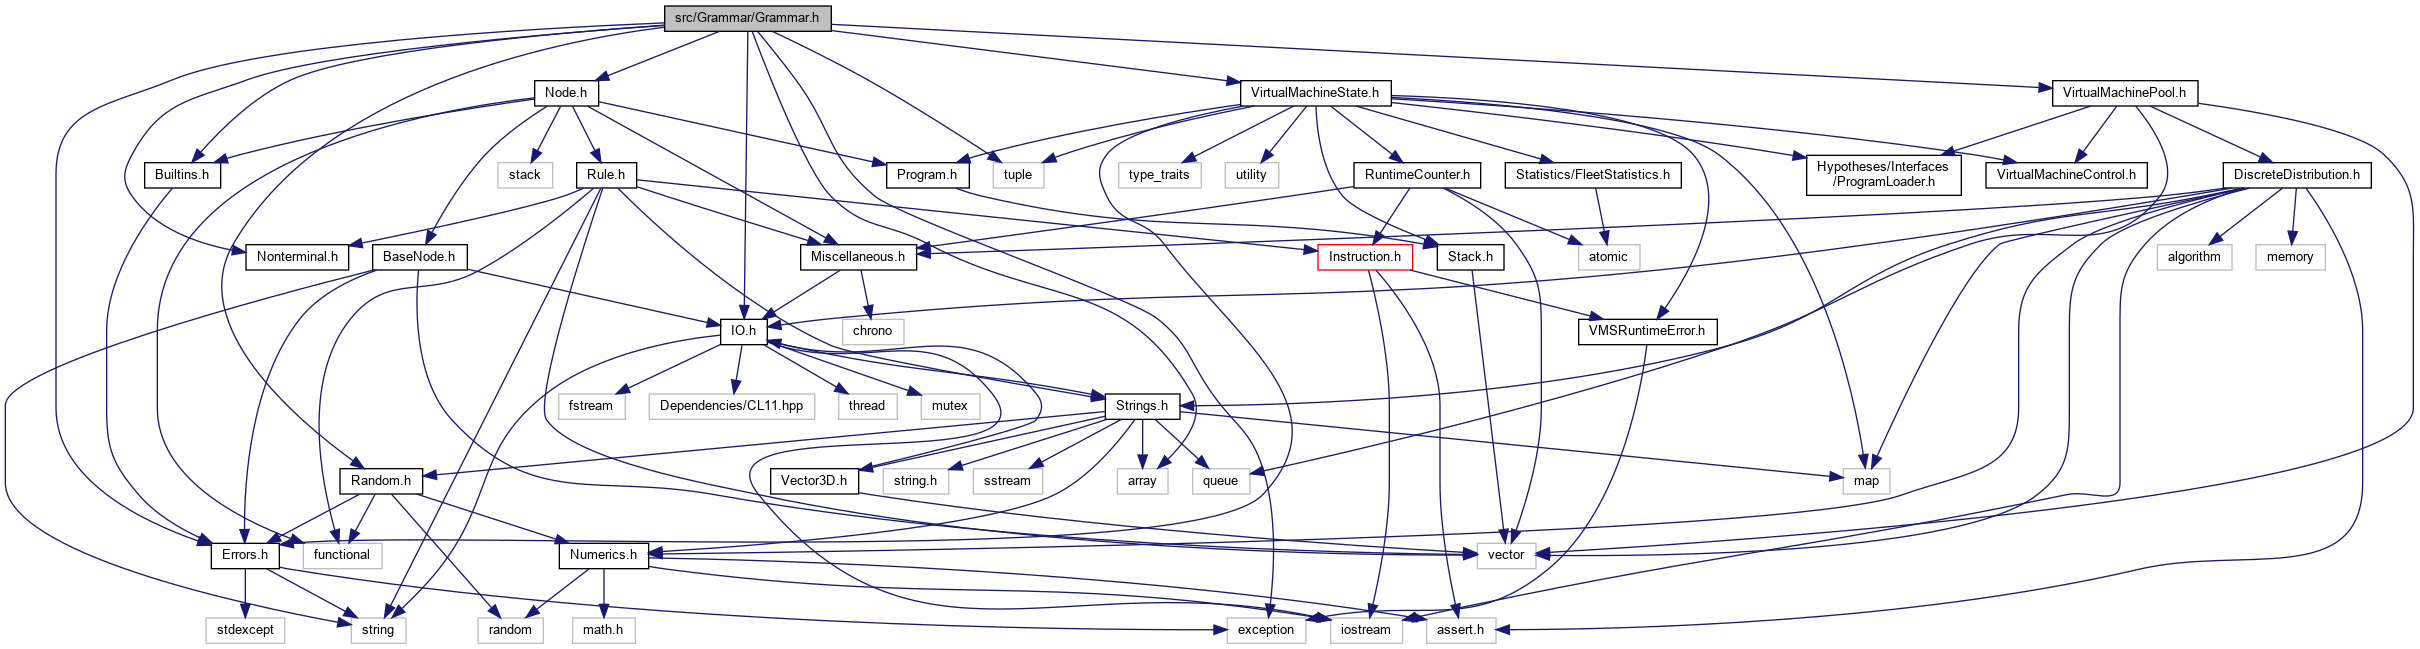 src/Grammar/Grammar.h
Node.h
VirtualMachineState.h
VirtualMachinePool.h
Builtins.h
stack
Rule.h
Program.h
tuple
type_traits
utility
RuntimeCounter.h
Statistics/FleetStatistics.h
Hypotheses/Interfaces
/ProgramLoader.h
VirtualMachineControl.h
DiscreteDistribution.h
Nonterminal.h
BaseNode.h
Miscellaneous.h
Instruction.h
Stack.h
atomic
algorithm
memory
IO.h
chrono
VMSRuntimeError.h
fstream
Dependencies/CL11.hpp
thread
mutex
Strings.h
Random.h
Vector3D.h
string.h
sstream
array
queue
map
Errors.h
functional
Numerics.h
vector
stdexcept
string
random
math.h
exception
iostream
assert.h